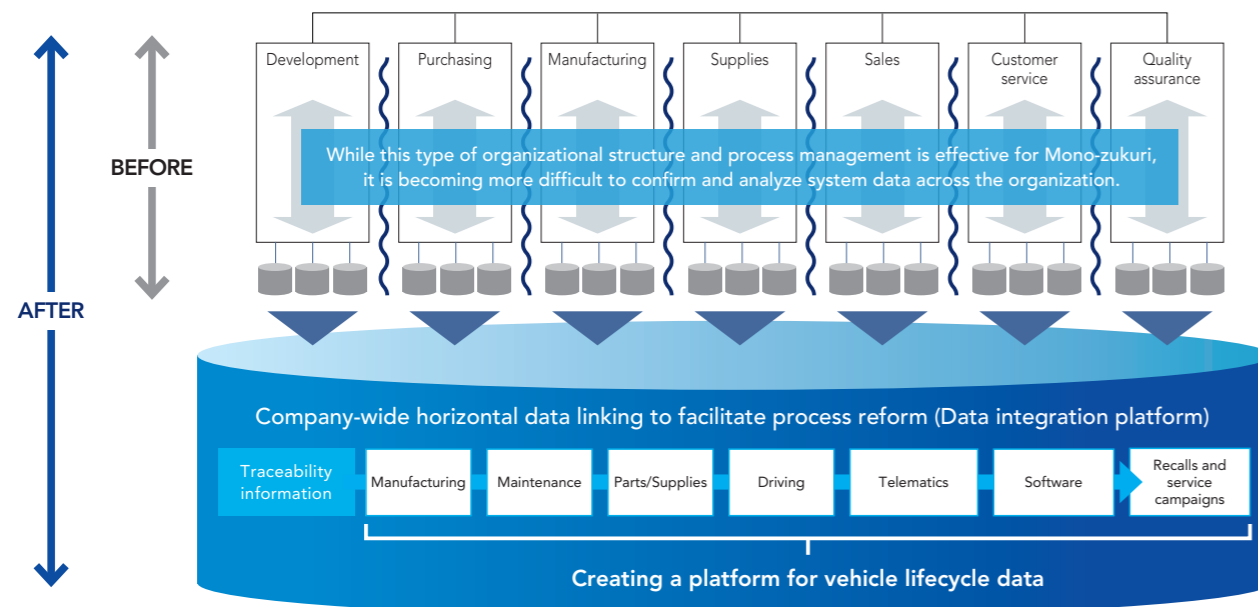 Development
Purchasing
Manufacturing
Supplies
Sales
Customer
service
Quality
assurance
BEFORE
While this type of organizational structure and process management is effective for Mono-zukuri,
it is becoming more difficult to confirm and analyze system data across the organization.
AFTER
Company-wide horizontal data linking to facilitate process reform (Data integration platform)
Traceability
information
Manufacturing
Maintenance
Parts/Supplies
Driving
Telematics
Software
Recalls and
service
campaigns
Creating a platform for vehicle lifecycle data